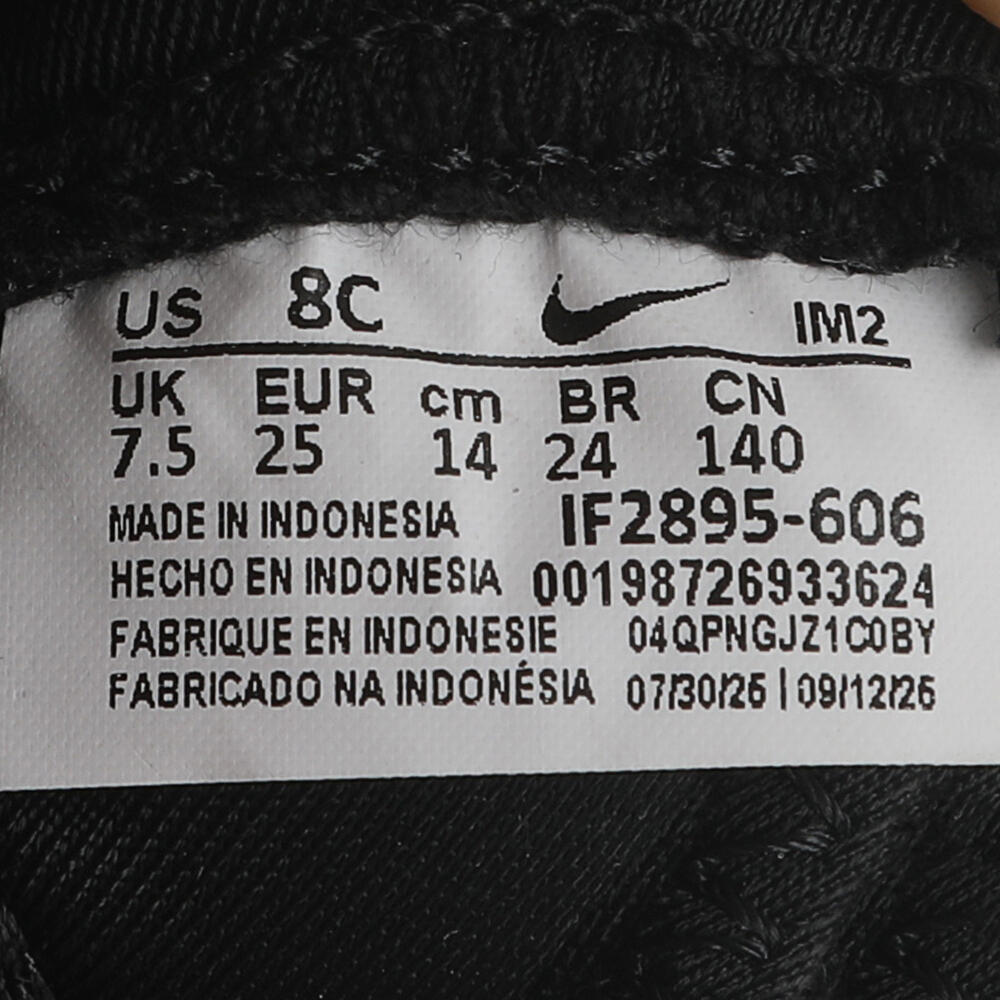 US 8C IM2
UK EUR cm BR CN
7.5 25 14 24 140
MADE IN INDONESIA IF2895-606
HECHO EN INDONESIA 00198726933624
FABRIQUE EN INDONESIE 04QPNGJZ1C0BY
FABRICADO NA INDONÉSIA 07/30/26 | 09/12/26